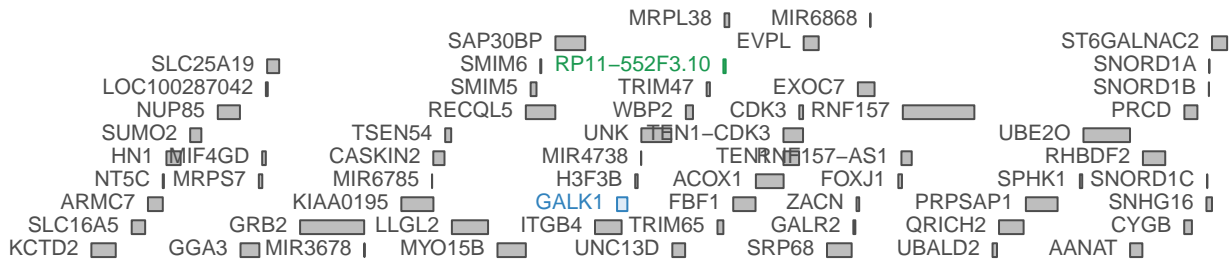 MRPL38 MIR6868
SAP30BP EVPL ST6GALNAC2
SLC25A19 SMIM6 RP11−552F3.10 SNORD1A
LOC100287042 SMIM5 TRIM47 EXOC7 SNORD1B
NUP85 RECQL5 WBP2 CDK3 RNF157 PRCD
SUMO2 TSEN54 UNK TEN1−CDK3 UBE2O
HN1 MIF4GD CASKIN2 MIR4738 TEN1 RNF157−AS1 RHBDF2
NT5C MRPS7 MIR6785 H3F3B ACOX1 FOXJ1 SPHK1 SNORD1C
ARMC7 KIAA0195 GALK1 FBF1 ZACN PRPSAP1 SNHG16
SLC16A5 GRB2 LLGL2 ITGB4 TRIM65 GALR2 QRICH2 CYGB
KCTD2 GGA3 MIR3678 MYO15B UNC13D SRP68 UBALD2 AANAT